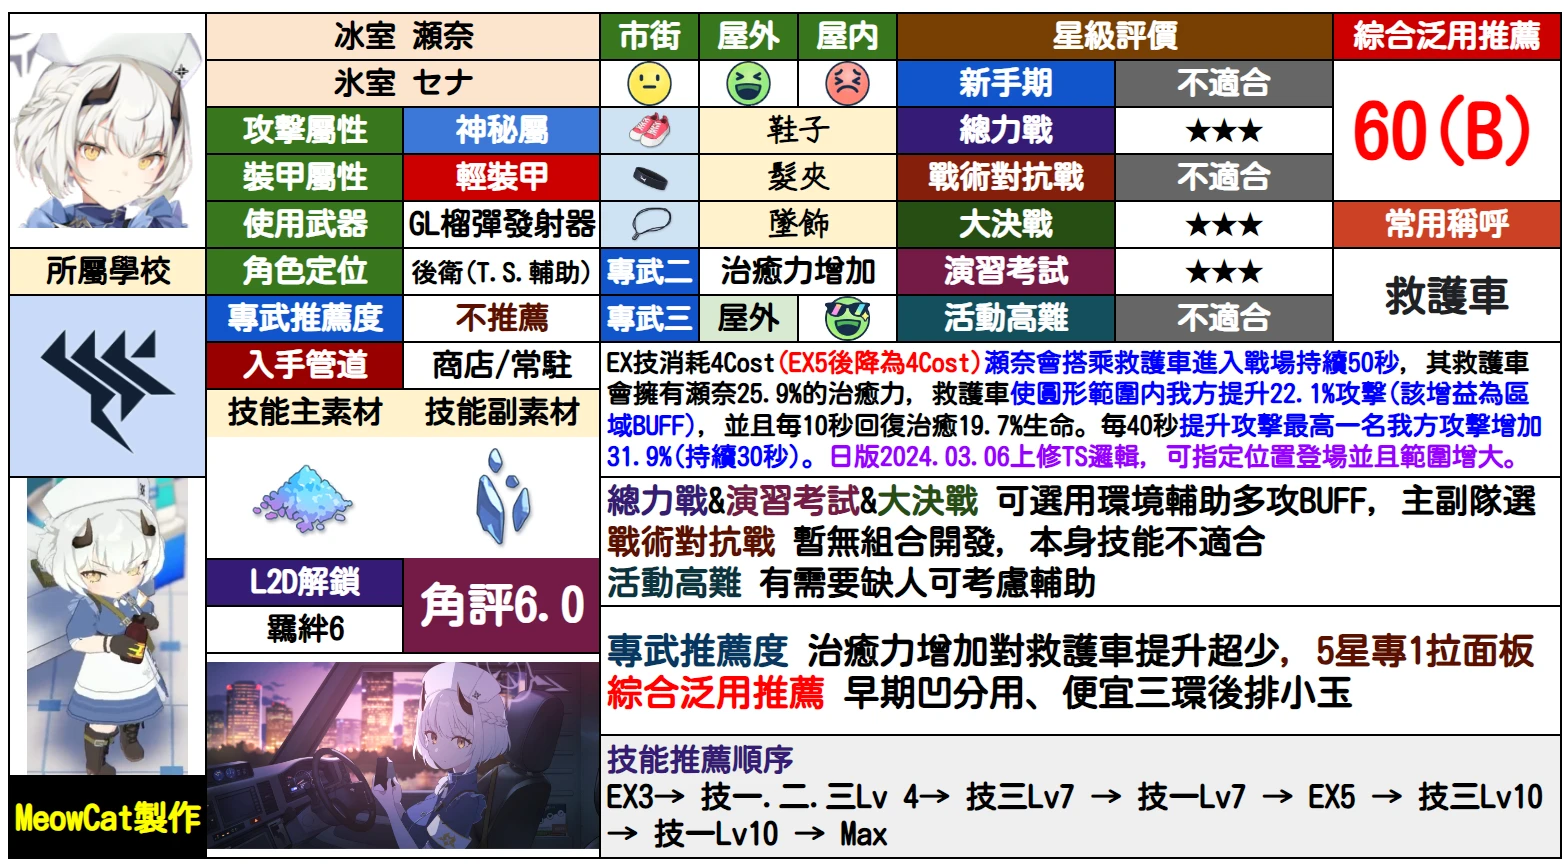 冰室 瀨奈
氷室 セナ
市街 屋外 屋内 星級評價 綜合泛用推薦
新手期 不適合
60(B)
攻擊屬性 神秘屬 鞋子 總力戰 ★★★
裝甲屬性 輕裝甲 髮夾 戰術對抗戰 不適合
使用武器 GL榴彈發射器 墜飾 大決戰 ★★★ 常用稱呼
所屬學校 角色定位 後衛(T.S.輔助) 專武二 治癒力增加 演習考試 ★★★
救護車
專武推薦度 不推薦 專武三 屋外 活動高難 不適合
入手管道 商店/常駐
技能主素材 技能副素材
EX技消耗4Cost(EX5後降為4Cost)瀨奈會搭乘救護車進入戰場持續50秒，其救護車
會擁有瀨奈25.9%的治癒力，救護車使圓形範圍内我方提升22.1%攻擊(該增益為區
域BUFF)，並且每10秒回復治癒19.7%生命。每40秒提升攻擊最高一名我方攻擊增加
31.9%(持續30秒)。日版2024.03.06上修TS邏輯，可指定位置登場並且範圍增大。
總力戰&演習考試&大決戰 可選用環境輔助多攻BUFF，主副隊選
戰術對抗戰 暫無組合開發，本身技能不適合
活動高難 有需要缺人可考慮輔助
L2D解鎖
羈絆6
角評6.0
專武推薦度 治癒力增加對救護車提升超少，5星專1拉面板
綜合泛用推薦 早期凹分用、便宜三環後排小玉
技能推薦順序
EX3→ 技一.二.三Lv 4→ 技三Lv7 → 技一Lv7 → EX5 → 技三Lv10
→ 技一Lv10 → Max
MeowCat製作